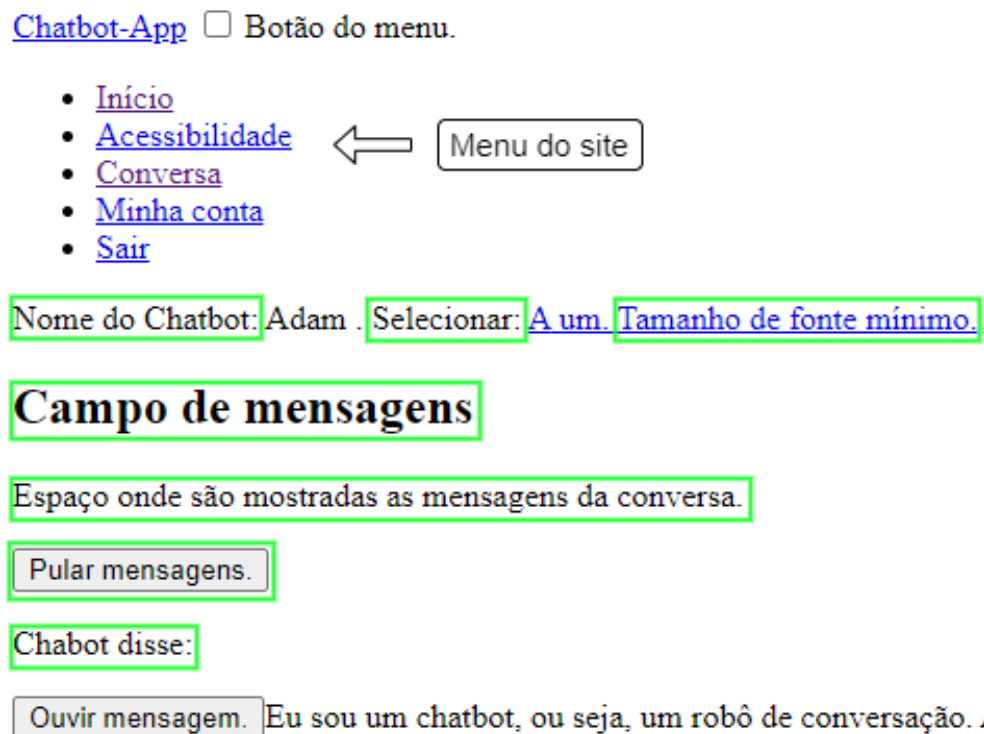 Chatbot-App Botão do menu.
Início
Acessibilidade
Menu do site
Conversa
Minha conta
Sair
Nome do Chatbot: Adam . Selecionar: A um. Tamanho de fonte mínimo.
Campo de mensagens
Espaço onde são mostradas as mensagens da conversa.
Pular mensagens.
Chabot disse:
Ouvir mensagem. Eu sou um chatbot, ou seja, um robô de conversação.